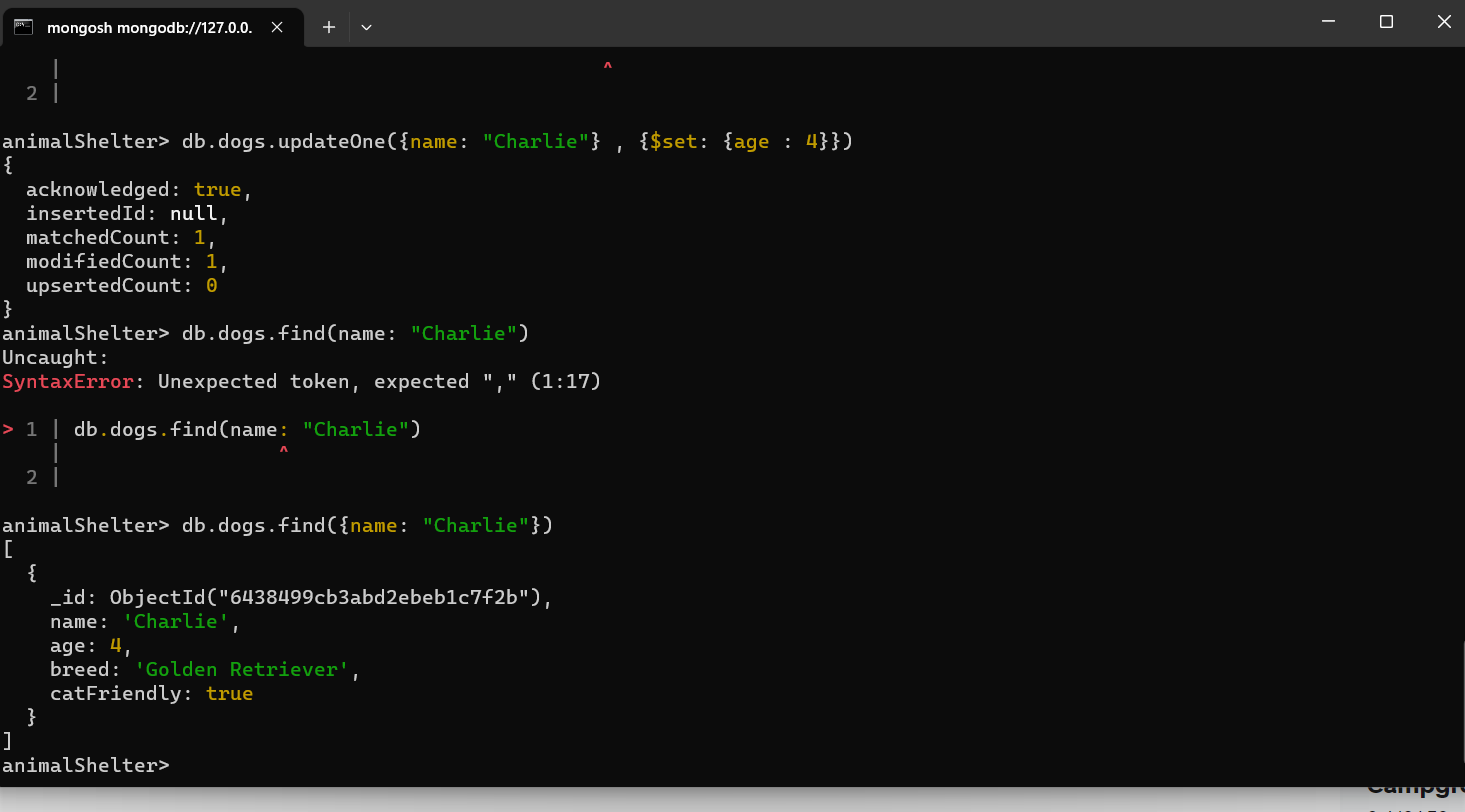 mongosh mongodb://127.0.0.
|
^
2 |
animalShelter> db.dogs.updateOne({name: "Charlie"} , {$set: {age : 4}})
{
  acknowledged: true,
  insertedId: null,
  matchedCount: 1,
  modifiedCount: 1,
  upsertedCount: 0
}
animalShelter> db.dogs.find(name: "Charlie")
Uncaught:
SyntaxError: Unexpected token, expected "," (1:17)
> 1 | db.dogs.find(name: "Charlie")
    |                   ^
  2 |
animalShelter> db.dogs.find({name: "Charlie"})
[
  {
    _id: ObjectId("6438499cb3abd2ebeb1c7f2b"),
    name: 'Charlie',
    age: 4,
    breed: 'Golden Retriever',
    catFriendly: true
  }
]
animalShelter>